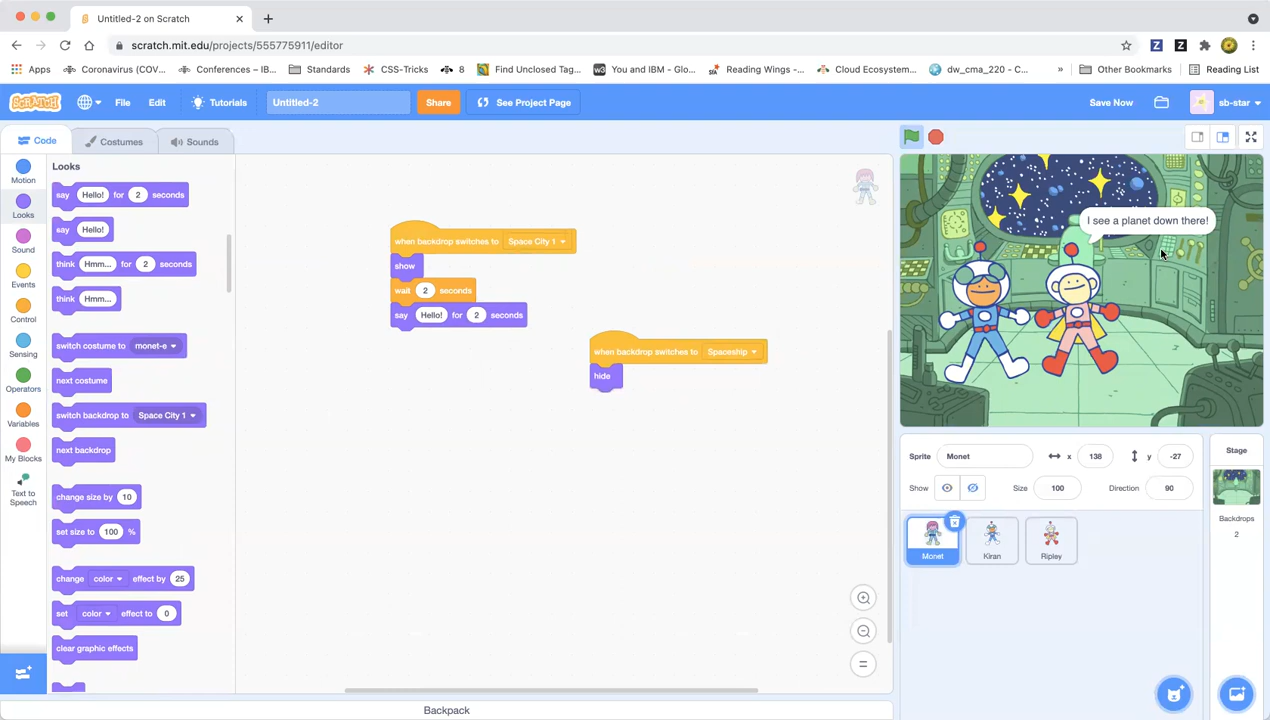 Untitled-2 on Scratch
scratch.mit.edu/projects/555775911/editor
Apps Coronavirus (COV... Conferences – IB... Standards CSS-Tricks 8 Find Unclosed Tag... w3 You and IBM - Glo... Reading Wings -... Cloud Ecosystem... dw_cma_220 - C... » Other Bookmarks Reading List
SCRATCH File Edit Tutorials Untitled-2 Share See Project Page Save Now sb-star
Code Costumes Sounds
Motion
Looks
Sound
Events
Control
Sensing
Operators
Variables
My Blocks
Text to
Speech
Looks
say Hello! for 2 seconds
say Hello!
think Hmm... for 2 seconds
think Hmm...
switch costume to monet-e
next costume
switch backdrop to Space City 1
next backdrop
change size by 10
set size to 100 %
change color effect by 25
set color effect to 0
clear graphic effects
when backdrop switches to Space City 1
show
wait 2 seconds
say Hello! for 2 seconds
when backdrop switches to Spaceship
hide
I see a planet down there!
Sprite Monet x 138 y -27
Show Size 100 Direction 90
Monet Kiran Ripley
Stage
Backdrops
2
Backpack